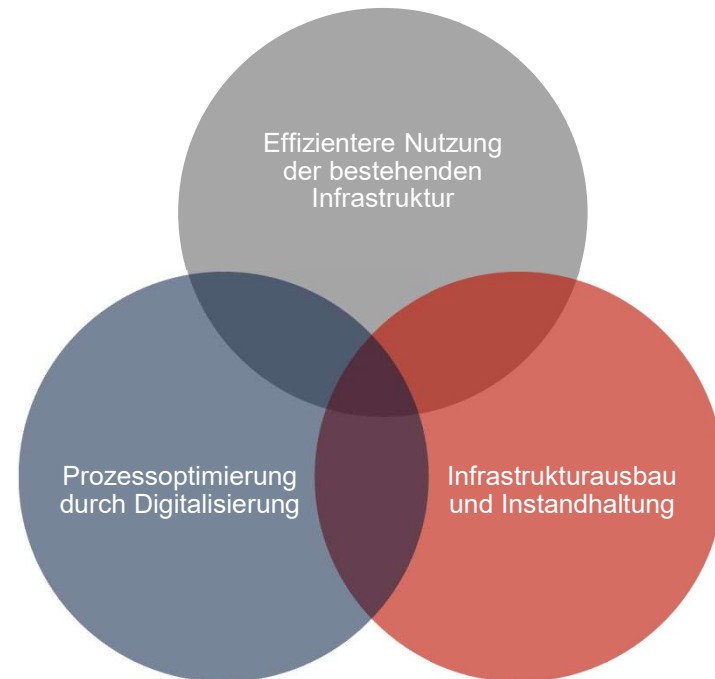 Effizientere Nutzung
der bestehenden
Infrastruktur
Prozessoptimierung
durch Digitalisierung
Infrastrukturausbau
und Instandhaltung